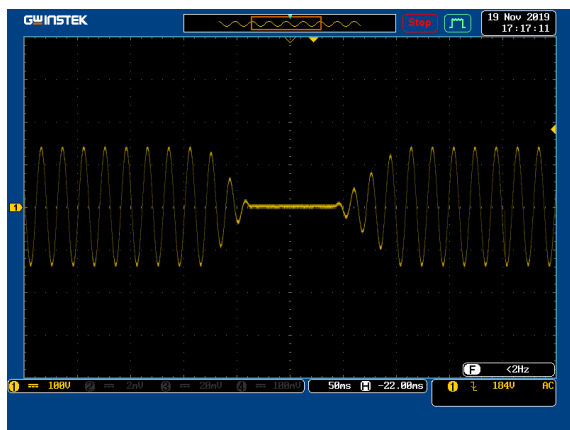 GWINSTEK
Stop
19 Nov 2019
17:17:11
1
F <2Hz
1 100V 2 2mV 3 20mV 4 100mV 50ms H -22.00ms 1 184V AC